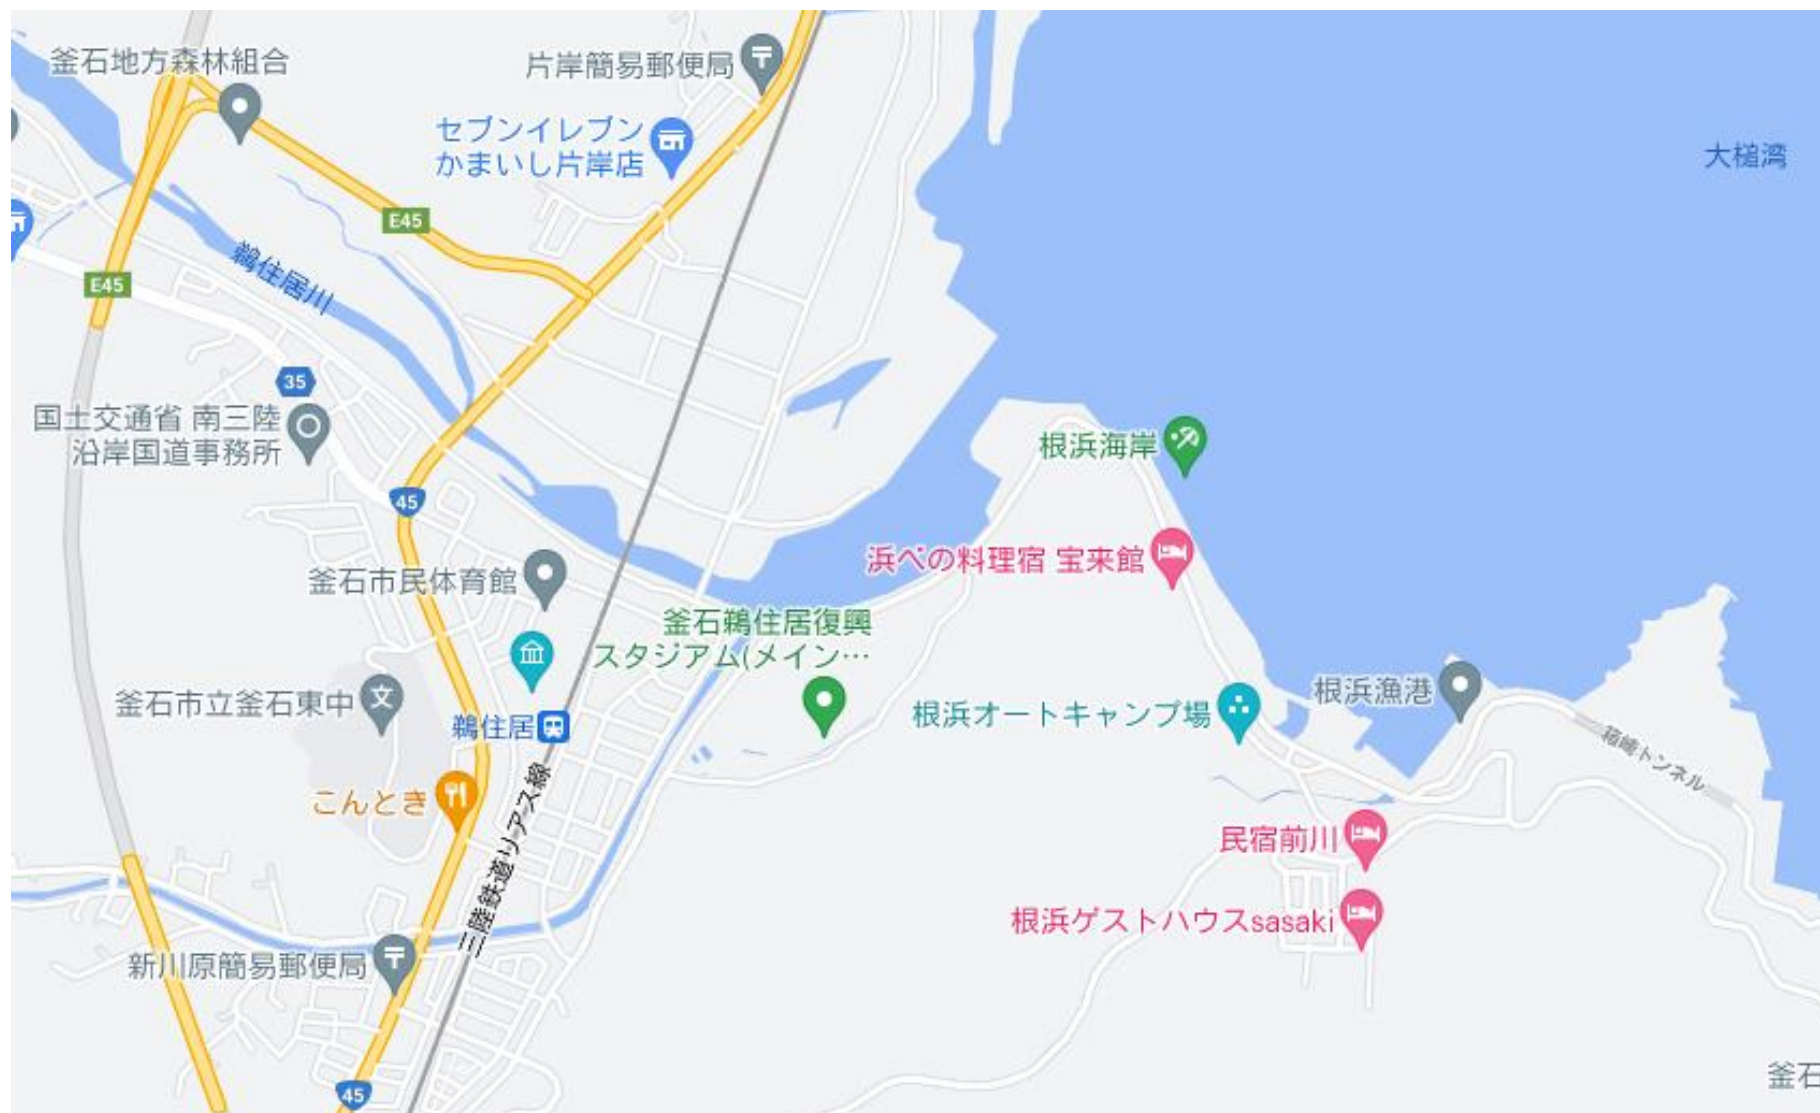 釜石地方森林組合
片岸簡易郵便局
セブンイレブン
かまいし片岸店
大槌湾
E45
鵜住居川
E45
35
国土交通省 南三陸
沿岸国道事務所
根浜海岸
45
浜べの料理宿 宝来館
釜石市民体育館
釜石鵜住居復興
スタジアム(メイン…
根浜漁港
釜石市立釜石東中
文
根浜オートキャンプ場
鵜住居
箱崎トンネル
こんとき
三陸鉄道リアス線
民宿前川
根浜ゲストハウスsasaki
新川原簡易郵便局
釜石
45